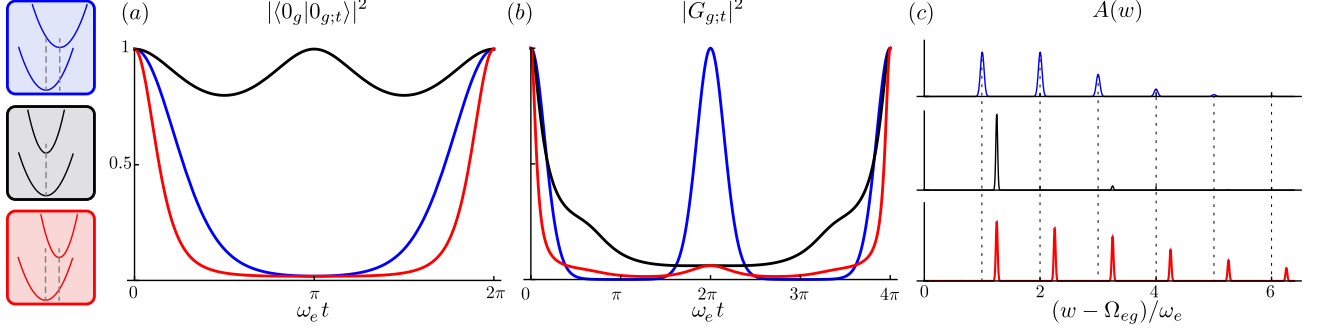 (a) |⟨0_g|0_{g;t}⟩|^2
1
0.5
0 π 2π
ω_e t
(b) |G_{g;t}|^2
0 π 2π 3π 4π
ω_e t
(c) A(w)
0 2 4 6
(w − Ω_{eg})/ω_e